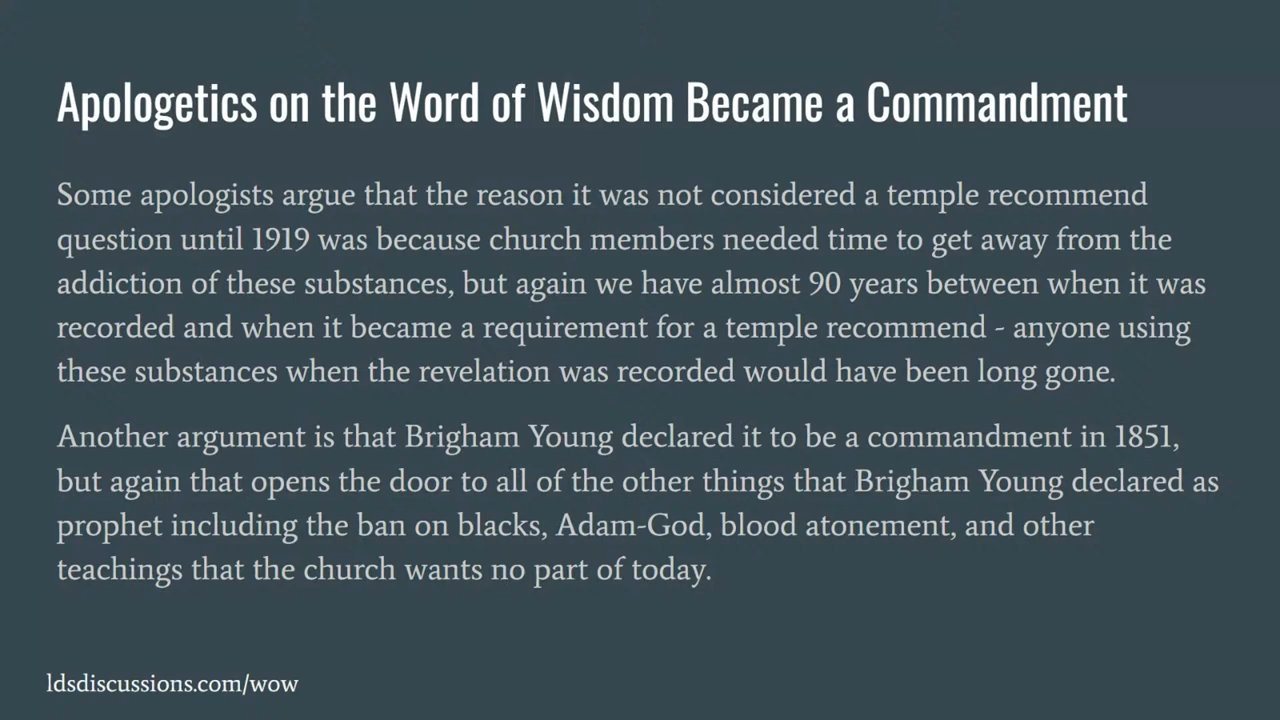 Apologetics on the Word of Wisdom Became a Commandment
Some apologists argue that the reason it was not considered a temple recommend
question until 1919 was because church members needed time to get away from the
addiction of these substances, but again we have almost 90 years between when it was
recorded and when it became a requirement for a temple recommend - anyone using
these substances when the revelation was recorded would have been long gone.
Another argument is that Brigham Young declared it to be a commandment in 1851,
but again that opens the door to all of the other things that Brigham Young declared as
prophet including the ban on blacks, Adam-God, blood atonement, and other
teachings that the church wants no part of today.
ldsdiscussions.com/wow